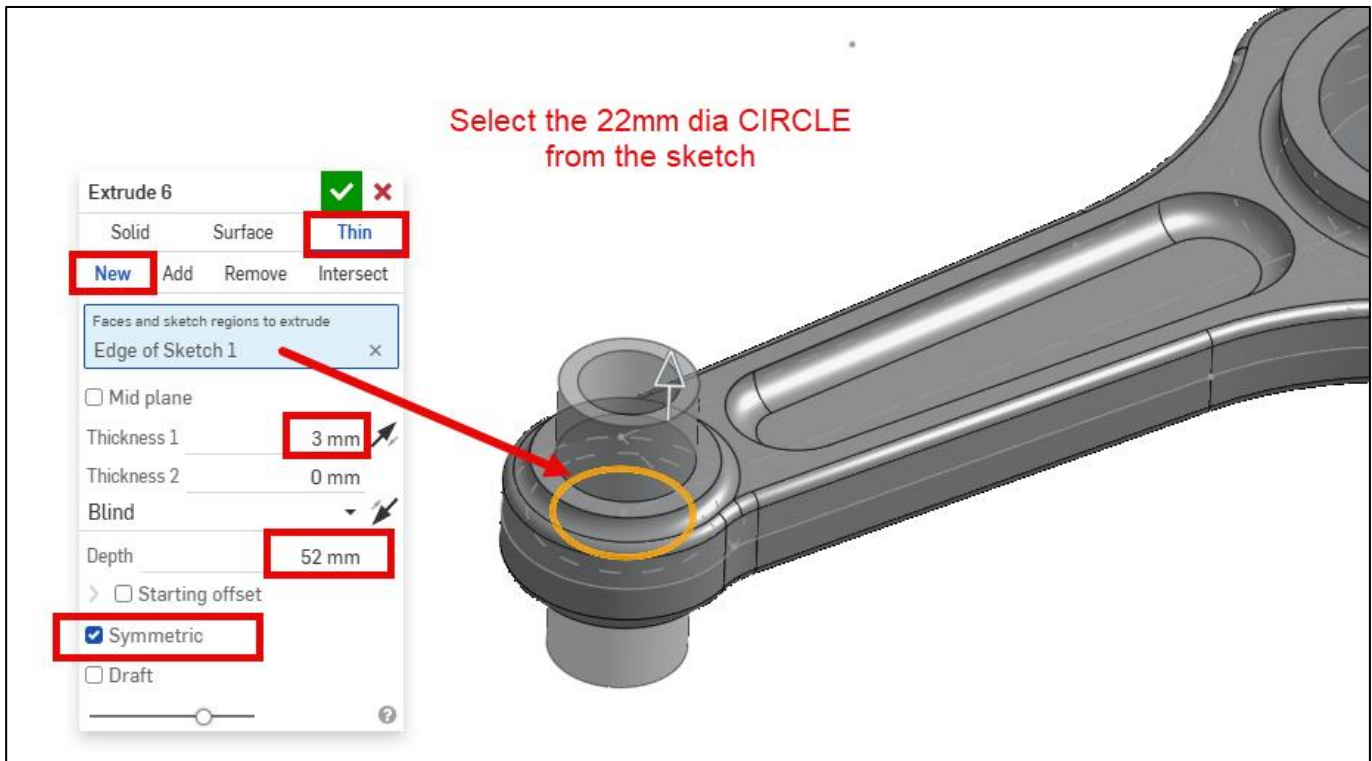 Select the 22mm dia CIRCLE
from the sketch
Extrude 6
Solid Surface Thin
New Add Remove Intersect
Faces and sketch regions to extrude
Edge of Sketch 1
Mid plane
Thickness 1 3 mm
Thickness 2 0 mm
Blind
Depth 52 mm
Starting offset
Symmetric
Draft